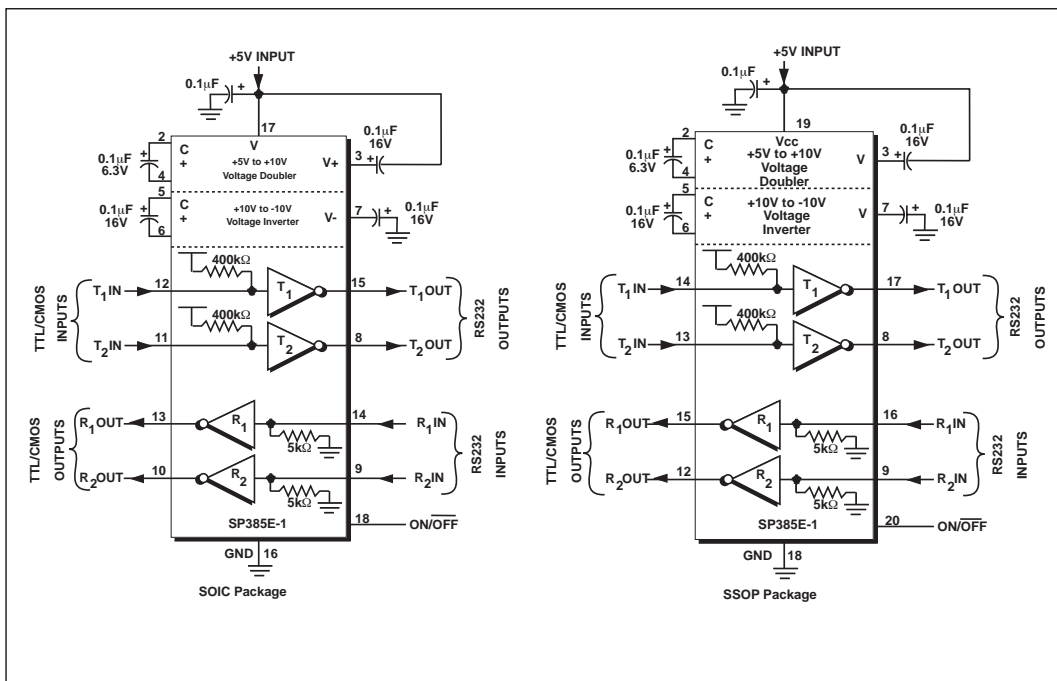 +5V INPUT
0.1µF +
17
2
C
+
V
+5V to +10V
Voltage Doubler
V+
3
+
0.1µF
16V
+
0.1µF
6.3V
4
5
C
+
+10V to -10V
Voltage Inverter
V-
7
+
0.1µF
16V
+
0.1µF
16V
6
400kΩ
TTL/CMOS
INPUTS
T1IN
12
T1
15
T1OUT
RS232
OUTPUTS
400kΩ
T2IN
11
T2
8
T2OUT
TTL/CMOS
OUTPUTS
R1OUT
13
R1
14
R1IN
RS232
INPUTS
5kΩ
R2OUT
10
R2
9
R2IN
5kΩ
SP385E-1
18
ON/OFF
GND
16
SOIC Package
+5V INPUT
0.1µF +
19
2
C
+
Vcc
+5V to +10V
Voltage
Doubler
V
3
+
0.1µF
16V
+
0.1µF
6.3V
4
5
C
+
+10V to -10V
Voltage
Inverter
V
7
+
0.1µF
16V
+
0.1µF
16V
6
400kΩ
TTL/CMOS
INPUTS
T1IN
14
T1
17
T1OUT
RS232
OUTPUTS
400kΩ
T2IN
13
T2
8
T2OUT
TTL/CMOS
OUTPUTS
R1OUT
15
R1
16
R1IN
RS232
INPUTS
5kΩ
R2OUT
12
R2
9
R2IN
5kΩ
SP385E-1
20
ON/OFF
GND
18
SSOP Package